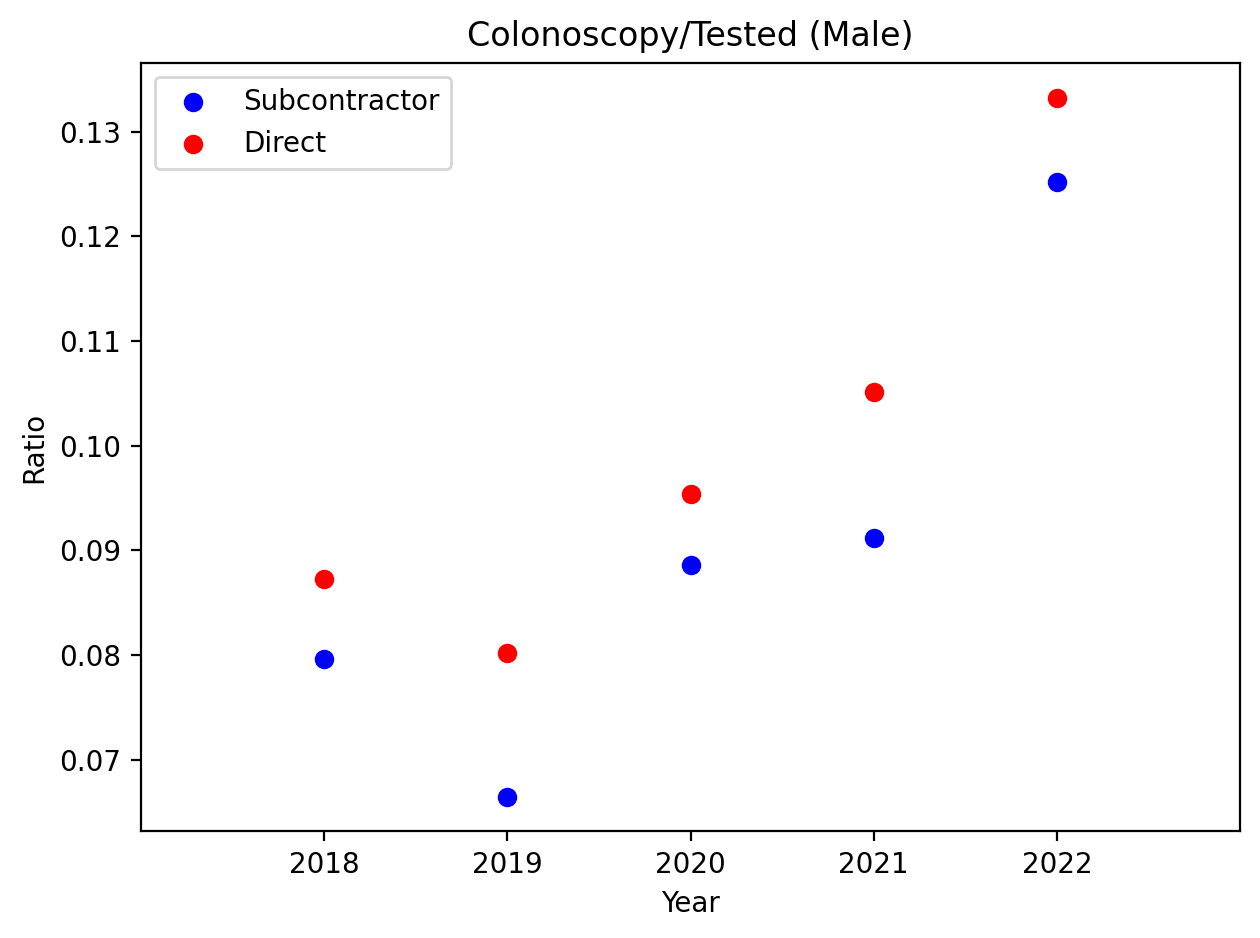 Colonoscopy/Tested (Male)
Subcontractor
Direct
0.13
0.12
0.11
0.10
0.09
0.08
0.07
Ratio
2018 2019 2020 2021 2022
Year